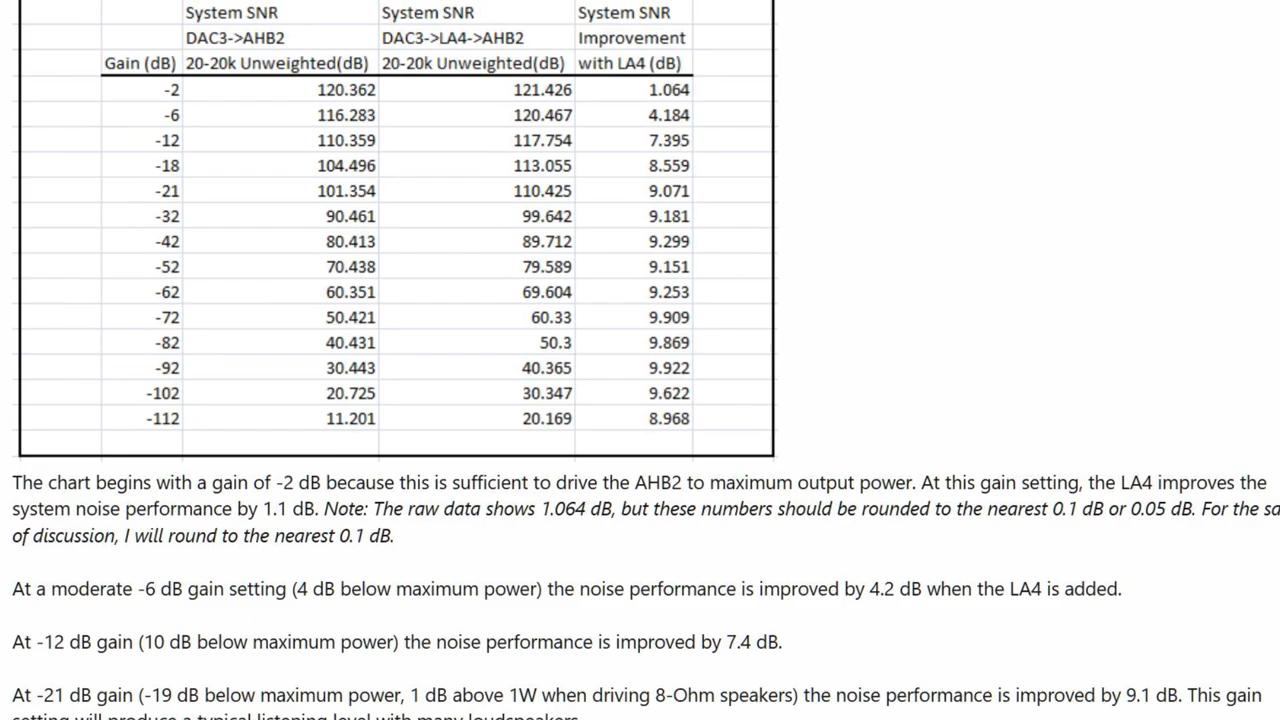 System SNR System SNR System SNR
DAC3->AHB2 DAC3->LA4->AHB2 Improvement
Gain (dB) 20-20k Unweighted(dB) 20-20k Unweighted(dB) with LA4 (dB)
-2 120.362 121.426 1.064
-6 116.283 120.467 4.184
-12 110.359 117.754 7.395
-18 104.496 113.055 8.559
-21 101.354 110.425 9.071
-32 90.461 99.642 9.181
-42 80.413 89.712 9.299
-52 70.438 79.589 9.151
-62 60.351 69.604 9.253
-72 50.421 60.33 9.909
-82 40.431 50.3 9.869
-92 30.443 40.365 9.922
-102 20.725 30.347 9.622
-112 11.201 20.169 8.968
The chart begins with a gain of -2 dB because this is sufficient to drive the AHB2 to maximum output power. At this gain setting, the LA4 improves the
system noise performance by 1.1 dB. Note: The raw data shows 1.064 dB, but these numbers should be rounded to the nearest 0.1 dB or 0.05 dB. For the
of discussion, I will round to the nearest 0.1 dB.
At a moderate -6 dB gain setting (4 dB below maximum power) the noise performance is improved by 4.2 dB when the LA4 is added.
At -12 dB gain (10 dB below maximum power) the noise performance is improved by 7.4 dB.
At -21 dB gain (-19 dB below maximum power, 1 dB above 1W when driving 8-Ohm speakers) the noise performance is improved by 9.1 dB. This gain
setting will produce a typical listening level with many loudspeakers.